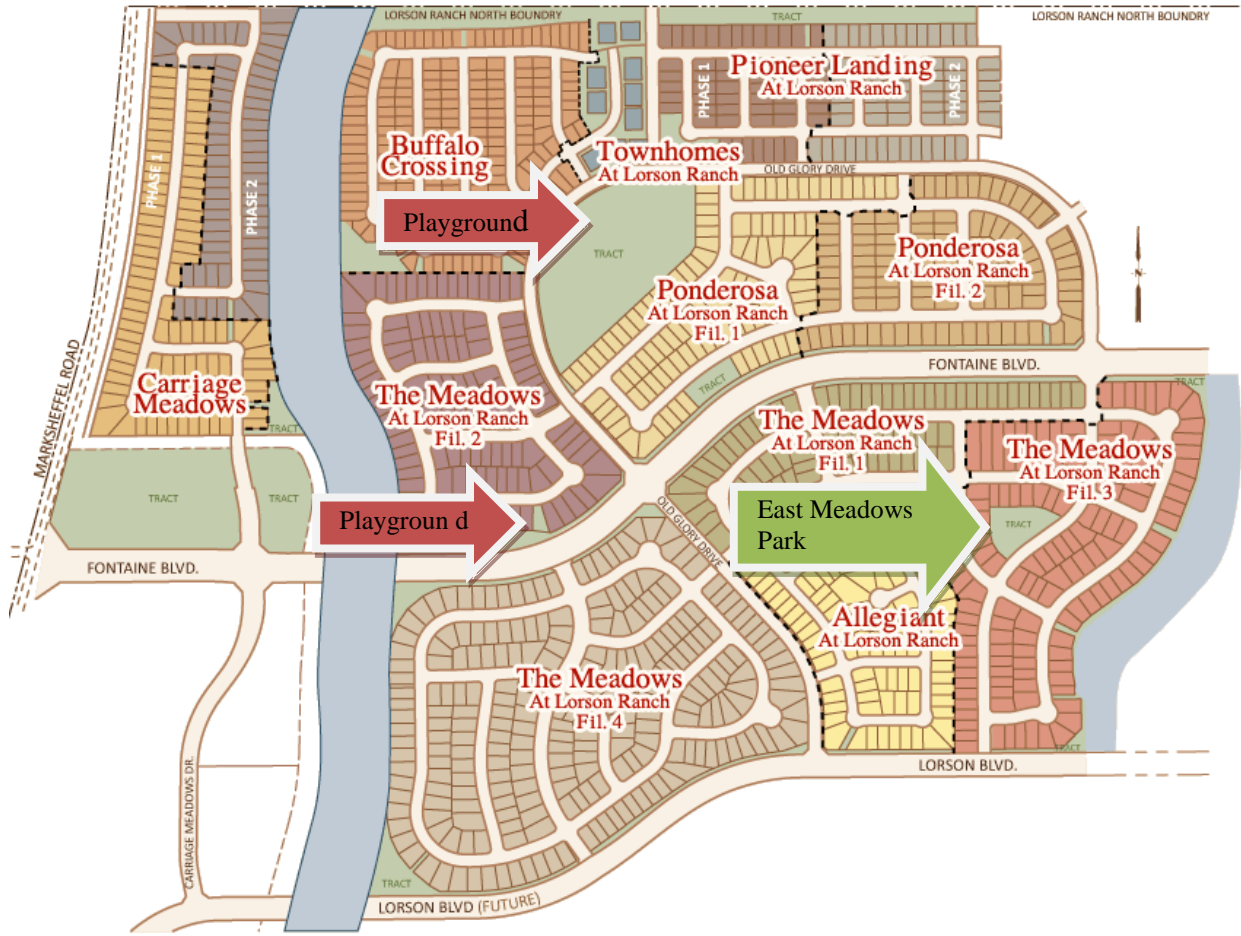 TRACT
LORSON RANCH NORTH BOUNDRY
LORSON RANCH NORTH BOUNDRY
Pioneer Landing
At Lorson Ranch
PHASE 1
PHASE 2
Buffalo
Crossing
Townhomes
At Lorson Ranch
OLD GLORY DRIVE
PHASE 1
PHASE 2
Playground
TRACT
Ponderosa
At Lorson Ranch
Fil. 2
Ponderosa
At Lorson Ranch
Fil. 1
MARKSHEFFEL ROAD
Carriage
Meadows
TRACT
The Meadows
At Lorson Ranch
Fil. 2
TRACT
FONTAINE BLVD.
TRACT
The Meadows
At Lorson Ranch
Fil. 1
The Meadows
At Lorson Ranch
Fil. 3
TRACT
TRACT
Playgroun d
OLD GLORY DRIVE
East Meadows
Park
TRACT
FONTAINE BLVD.
Allegiant
At Lorson Ranch
The Meadows
At Lorson Ranch
Fil. 4
TRACT
LORSON BLVD.
CARRIAGE MEADOWS DR.
TRACT
LORSON BLVD (FUTURE)
N